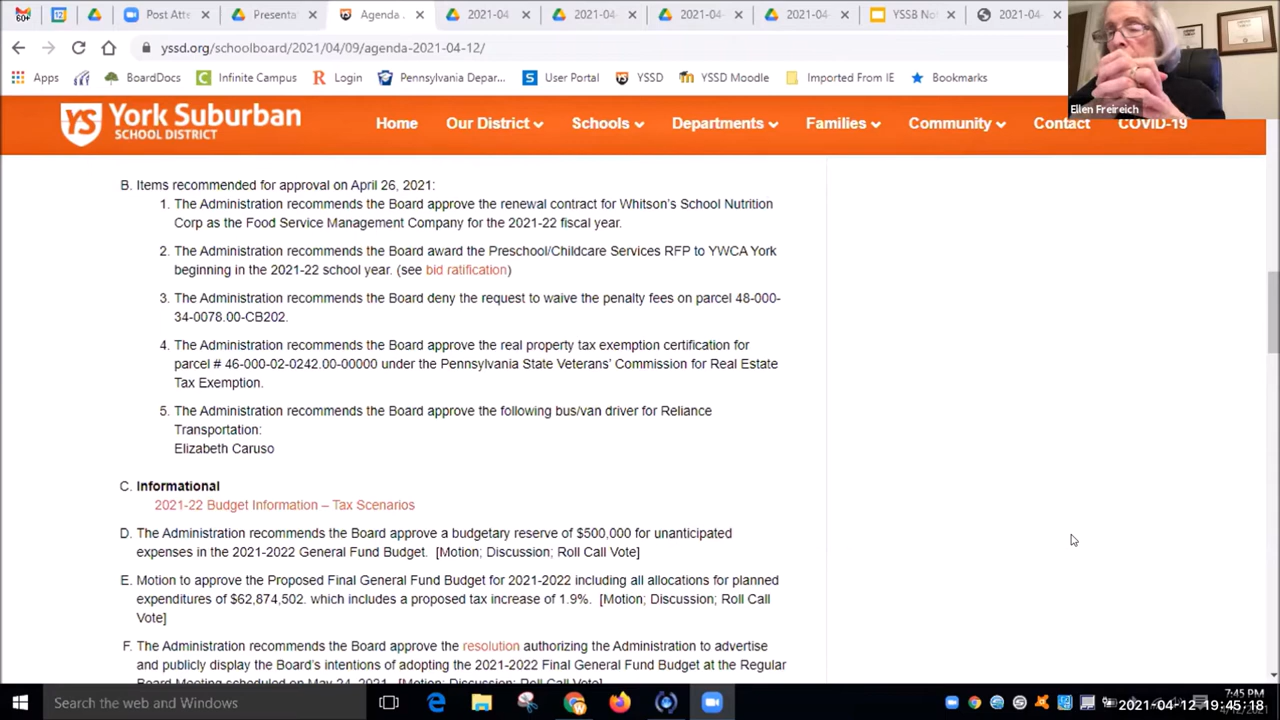 60+
Post Atte
Presenta
Agenda
2021-04
2021-04
2021-04
2021-04
YSSB No
2021-04
yssd.org/schoolboard/2021/04/09/agenda-2021-04-12/
Apps
BoardDocs
Infinite Campus
Login
Pennsylvania Depar...
User Portal
YSSD
YSSD Moodle
Imported From IE
Bookmarks
Ellen Freireich
YS York Suburban
SCHOOL DISTRICT
Home Our District Schools Departments Families Community Contact COVID-19
B. Items recommended for approval on April 26, 2021:
1. The Administration recommends the Board approve the renewal contract for Whitson's School Nutrition
Corp as the Food Service Management Company for the 2021-22 fiscal year.
2. The Administration recommends the Board award the Preschool/Childcare Services RFP to YWCA York
beginning in the 2021-22 school year. (see bid ratification)
3. The Administration recommends the Board deny the request to waive the penalty fees on parcel 48-000-
34-0078.00-CB202.
4. The Administration recommends the Board approve the real property tax exemption certification for
parcel # 46-000-02-0242.00-00000 under the Pennsylvania State Veterans' Commission for Real Estate
Tax Exemption.
5. The Administration recommends the Board approve the following bus/van driver for Reliance
Transportation:
Elizabeth Caruso
C. Informational
2021-22 Budget Information – Tax Scenarios
D. The Administration recommends the Board approve a budgetary reserve of $500,000 for unanticipated
expenses in the 2021-2022 General Fund Budget. [Motion; Discussion; Roll Call Vote]
E. Motion to approve the Proposed Final General Fund Budget for 2021-2022 including all allocations for planned
expenditures of $62,874,502. which includes a proposed tax increase of 1.9%. [Motion; Discussion; Roll Call
Vote]
F. The Administration recommends the Board approve the resolution authorizing the Administration to advertise
and publicly display the Board's intentions of adopting the 2021-2022 Final General Fund Budget at the Regular
Board Meeting scheduled on May 24, 2021. [Motion; Discussion; Roll Call Vote]
Search the web and Windows
7:45 PM
2021-04-12 19:45:18